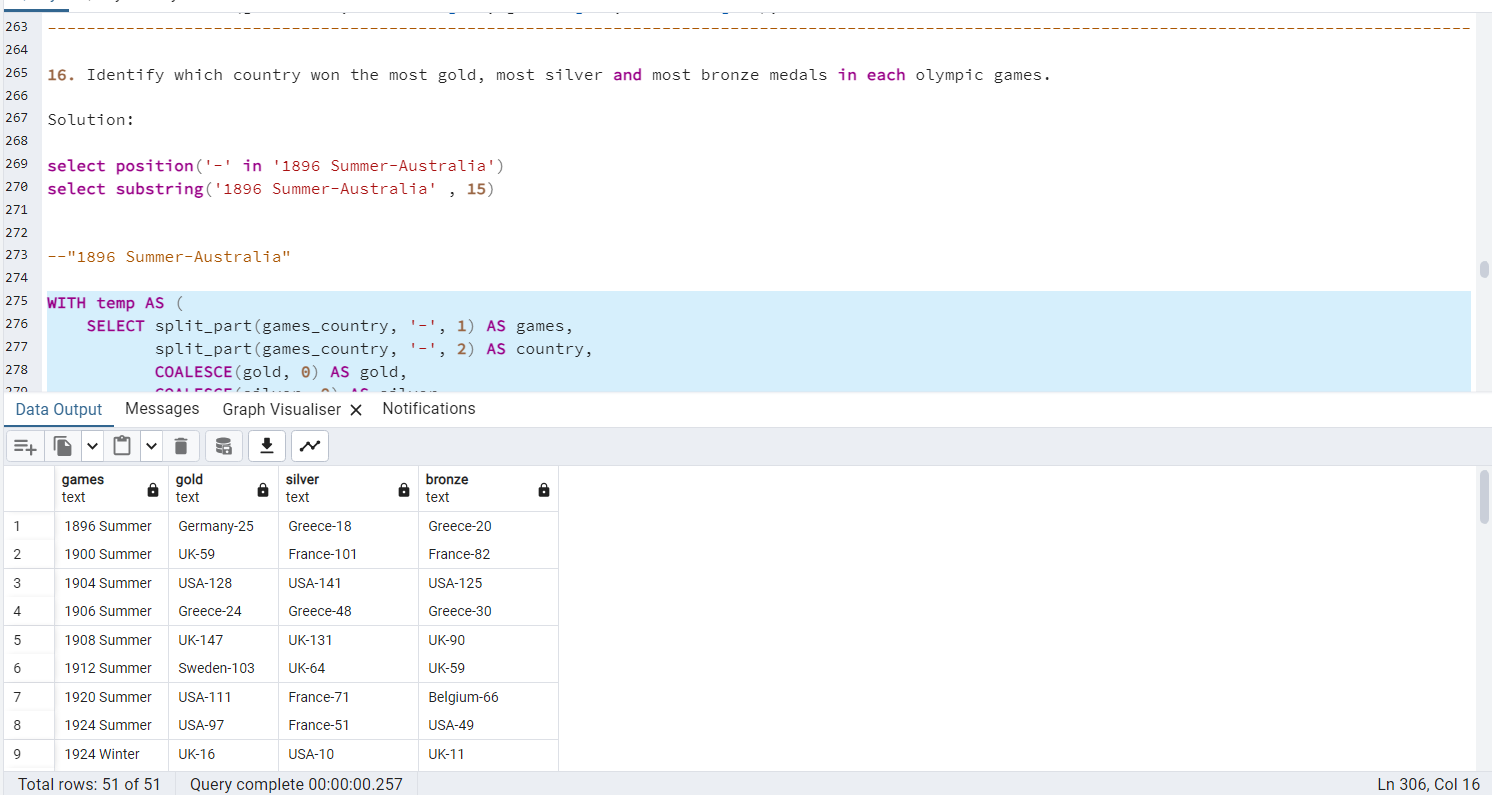 263 ----------------------------------------------------------------
264
265 16. Identify which country won the most gold, most silver and most bronze medals in each olympic games.
266
267 Solution:
268
269 select position('-' in '1896 Summer-Australia')
270 select substring('1896 Summer-Australia' , 15)
271
272
273 --"1896 Summer-Australia"
274
275 WITH temp AS (
276 SELECT split_part(games_country, '-', 1) AS games,
277 split_part(games_country, '-', 2) AS country,
278 COALESCE(gold, 0) AS gold,
Data Output Messages Graph Visualiser × Notifications
games gold silver bronze
text text text text
1 1896 Summer Germany-25 Greece-18 Greece-20
2 1900 Summer UK-59 France-101 France-82
3 1904 Summer USA-128 USA-141 USA-125
4 1906 Summer Greece-24 Greece-48 Greece-30
5 1908 Summer UK-147 UK-131 UK-90
6 1912 Summer Sweden-103 UK-64 UK-59
7 1920 Summer USA-111 France-71 Belgium-66
8 1924 Summer USA-97 France-51 USA-49
9 1924 Winter UK-16 USA-10 UK-11
Total rows: 51 of 51 Query complete 00:00:00.257 Ln 306, Col 16